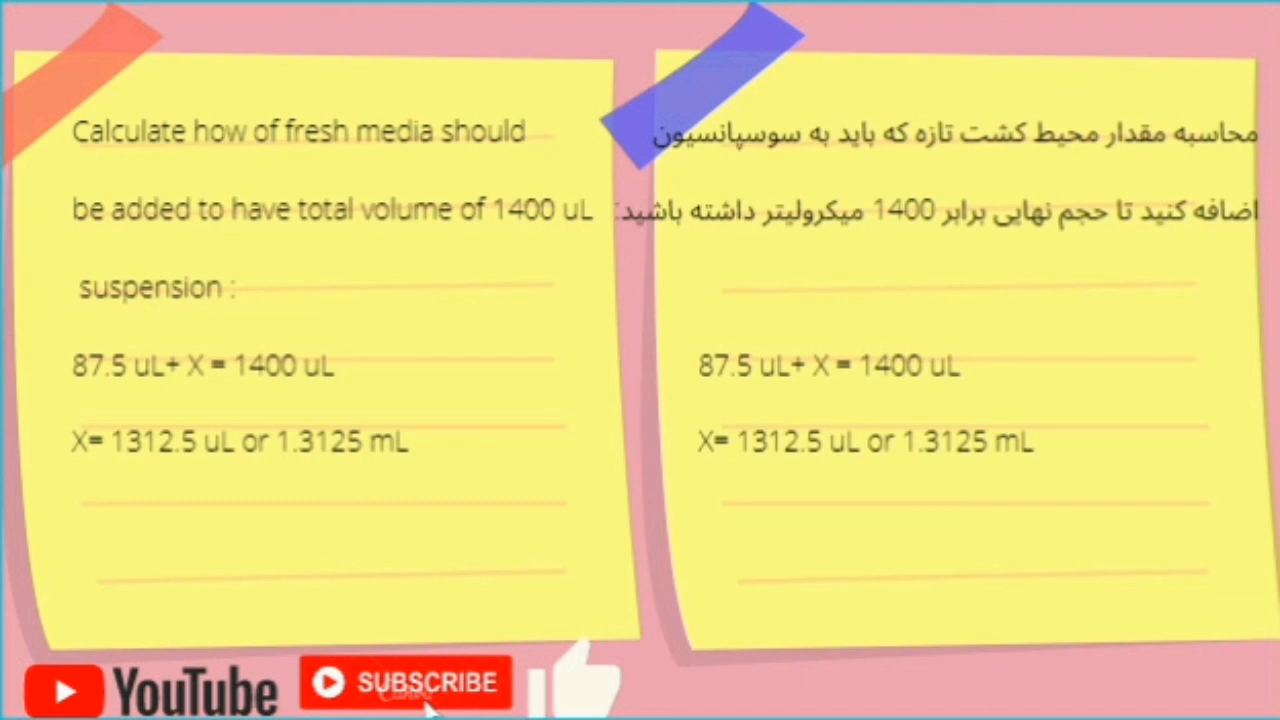 Calculate how of fresh media should
be added to have total volume of 1400 uL
suspension :
87.5 uL+ X = 1400 uL
X= 1312.5 uL or 1.3125 mL
محاسبه مقدار محیط کشت تازه که باید به سوسپانسیون
اضافه کنید تا حجم نهایی برابر 1400 میکرولیتر داشته باشید:
87.5 uL+ X = 1400 uL
X= 1312.5 uL or 1.3125 mL
YouTube
SUBSCRIBE
Canva